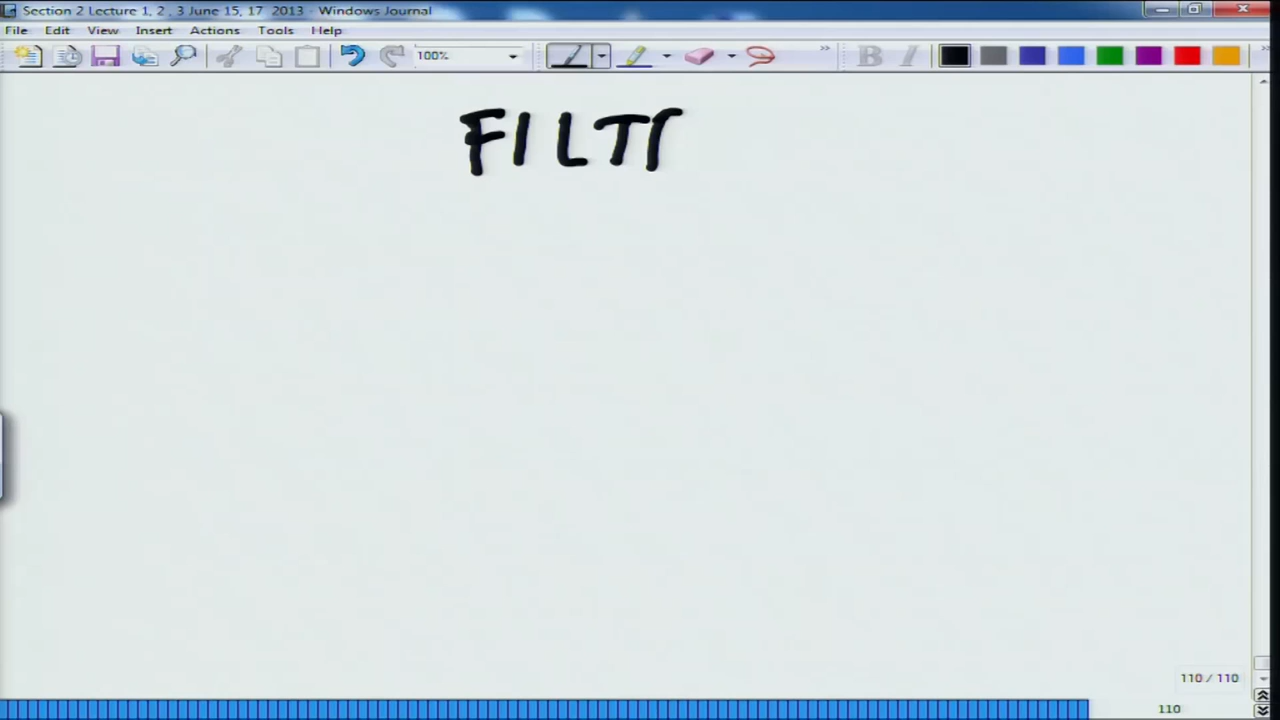 Section 2 Lecture 1, 2 , 3 June 15, 17 2013 - Windows Journal
File Edit View Insert Actions Tools Help
100% B I
FILT
110 / 110
110